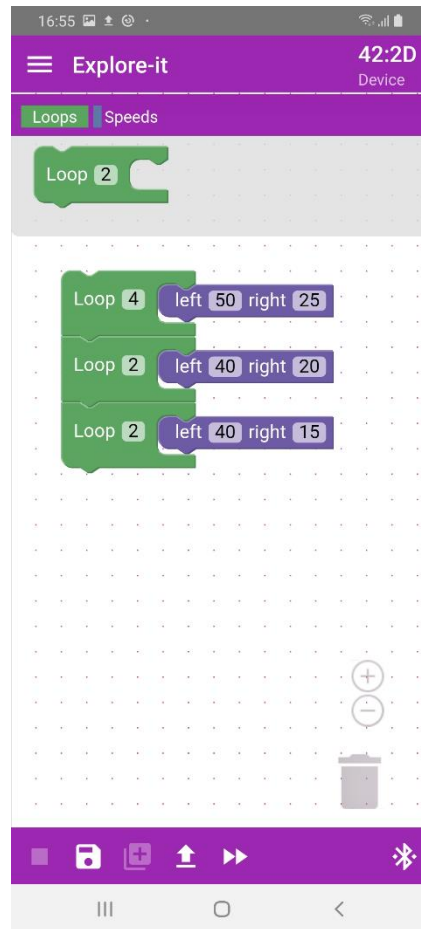 16:55
Explore-it 42:2D
Device
Loops Speeds
Loop 2
Loop 4 left 50 right 25
Loop 2 left 40 right 20
Loop 2 left 40 right 15